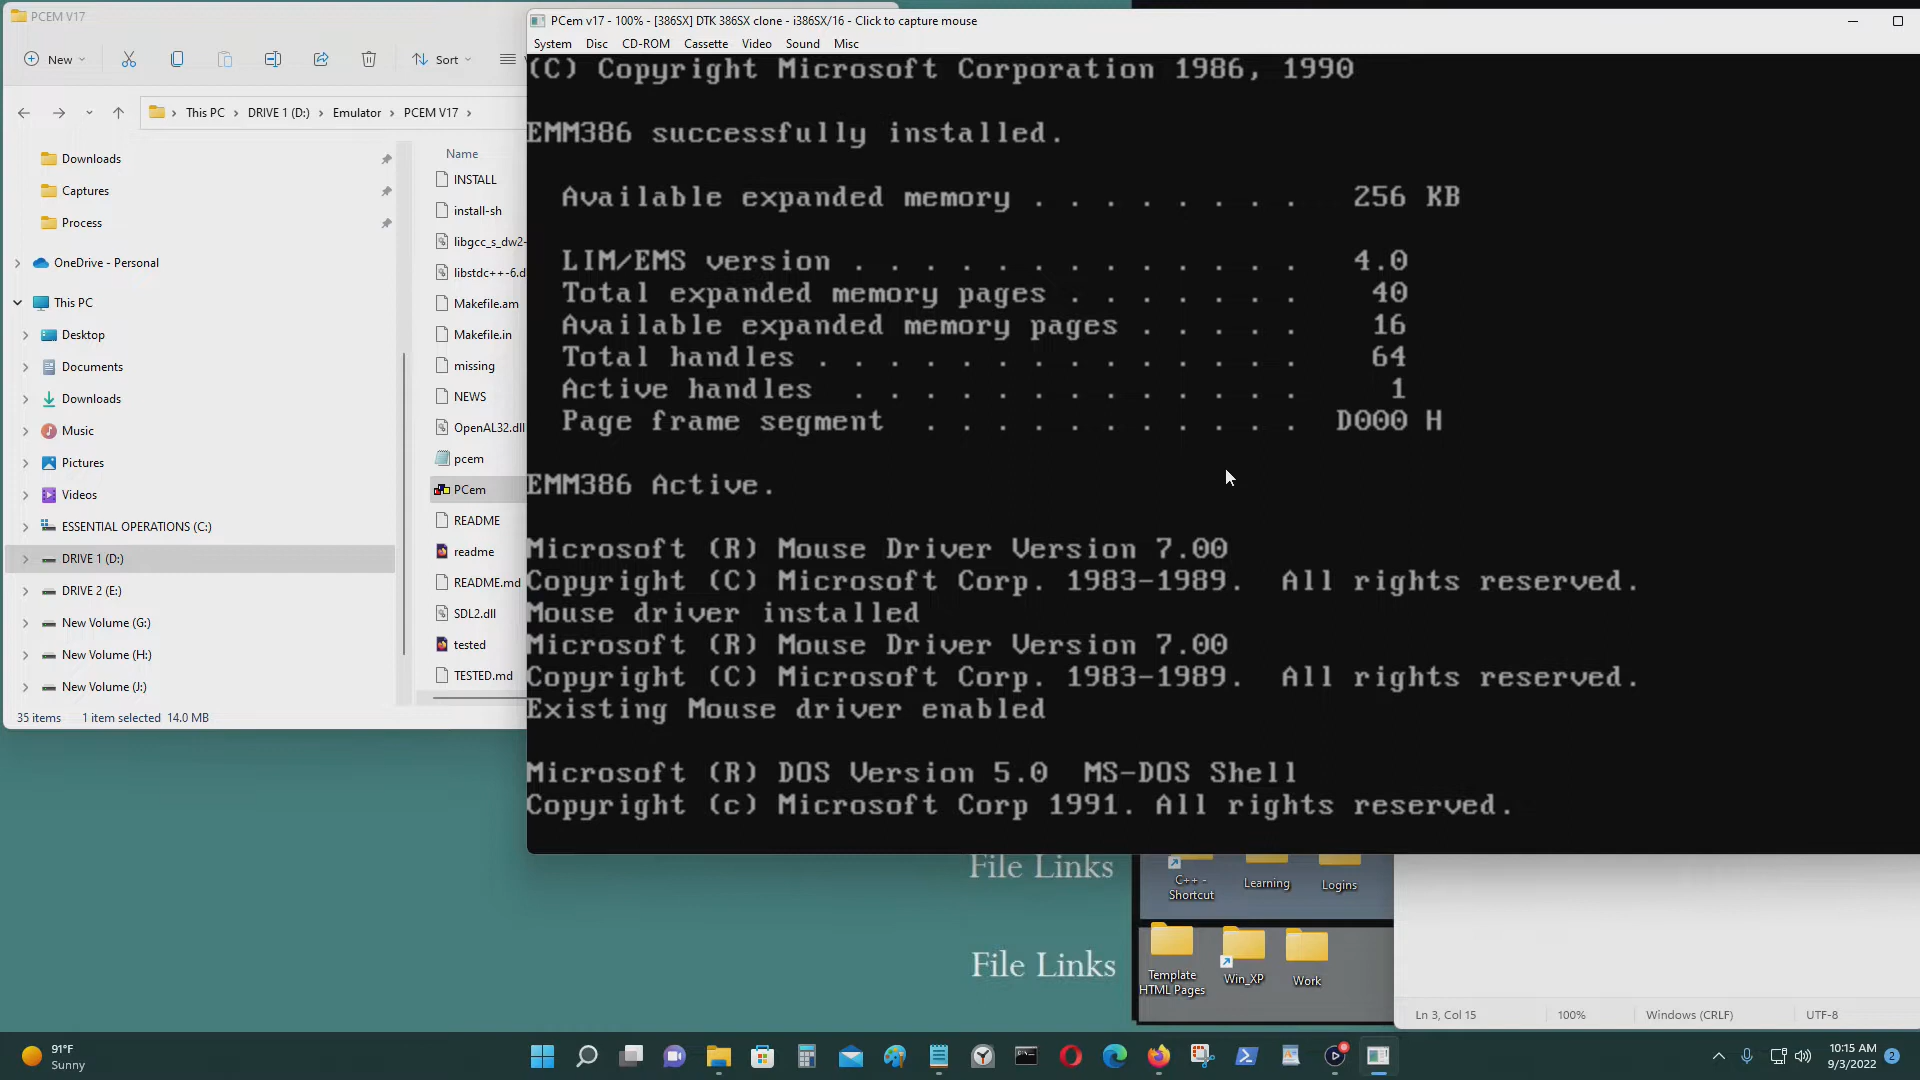 PCEM V17
New
Sort
This PC > DRIVE 1 (D:) > Emulator > PCEM V17 >
Downloads
Captures
Process
OneDrive - Personal
This PC
Desktop
Documents
Downloads
Music
Pictures
Videos
ESSENTIAL OPERATIONS (C:)
DRIVE 1 (D:)
DRIVE 2 (E:)
New Volume (G:)
New Volume (H:)
New Volume (J:)
Name
INSTALL
install-sh
libgcc_s_dw2-
libstdc++-6.d
Makefile.am
Makefile.in
missing
NEWS
OpenAL32.dll
pcem
PCem
README
readme
README.md
SDL2.dll
tested
TESTED.md
35 items 1 item selected 14.0 MB
PCem v17 - 100% - [386SX] DTK 386SX clone - i386SX/16 - Click to capture mouse
System Disc CD-ROM Cassette Video Sound Misc
(C) Copyright Microsoft Corporation 1986, 1990
EMM386 successfully installed.
Available expanded memory . . . . . . . . 256 KB
LIM/EMS version . . . . . . . . . . . . . 4.0
Total expanded memory pages . . . . . . . 40
Available expanded memory pages . . . . . 16
Total handles . . . . . . . . . . . . . . 64
Active handles . . . . . . . . . . . . . 1
Page frame segment . . . . . . . . . . . D000 H
EMM386 Active.
Microsoft (R) Mouse Driver Version 7.00
Copyright (C) Microsoft Corp. 1983-1989. All rights reserved.
Mouse driver installed
Microsoft (R) Mouse Driver Version 7.00
Copyright (C) Microsoft Corp. 1983-1989. All rights reserved.
Existing Mouse driver enabled
Microsoft (R) DOS Version 5.0 MS-DOS Shell
Copyright (c) Microsoft Corp 1991. All rights reserved.
File Links
C++ -
Shortcut
Learning
Logins
File Links
Template
HTML Pages
Win_XP
Work
Ln 3, Col 15 100% Windows (CRLF) UTF-8
91°F
Sunny
10:15 AM
9/3/2022
2